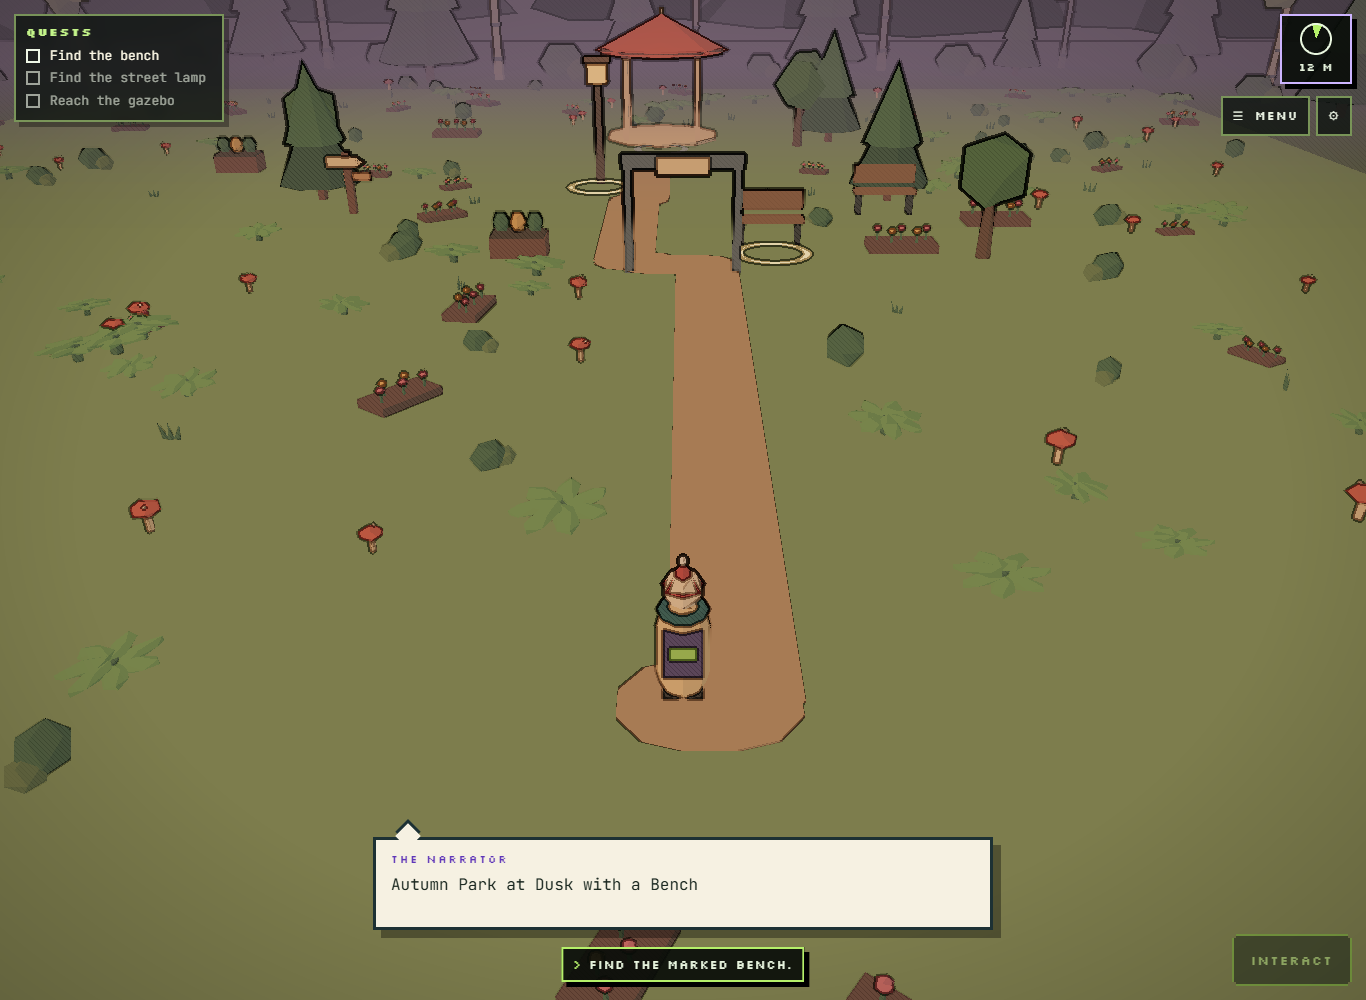 QUESTS
Find the bench
Find the street lamp
Reach the gazebo
12 M
☰ MENU
THE NARRATOR
Autumn Park at Dusk with a Bench
> FIND THE MARKED BENCH.
INTERACT